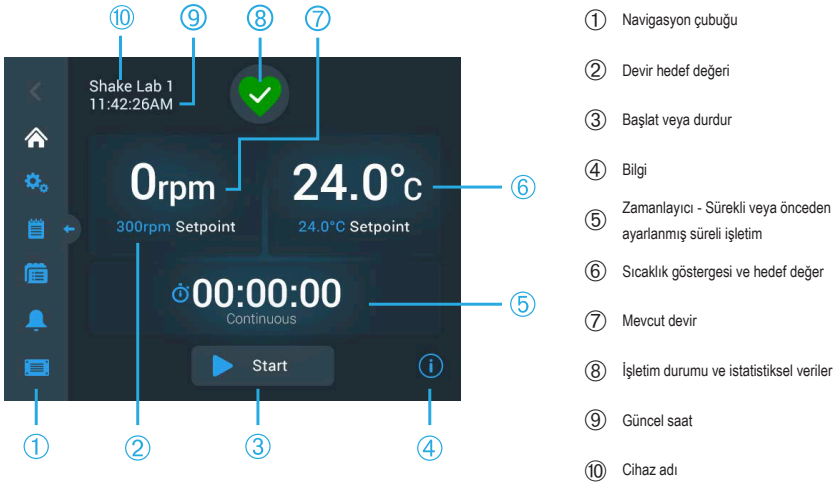 ⑩ ⑨ ⑧ ⑦
Shake Lab 1
11:42:26AM
0rpm
300rpm Setpoint
24.0°C
24.0°C Setpoint
⑥
00:00:00
Continuous
⑤
Start
① ② ③ ④
① Navigasyon çubuğu
② Devir hedef değeri
③ Başlat veya durdur
④ Bilgi
⑤ Zamanlayıcı - Sürekli veya önceden
ayarlanmış süreli işletim
⑥ Sıcaklık göstergesi ve hedef değer
⑦ Mevcut devir
⑧ İşletim durumu ve istatistiksel veriler
⑨ Güncel saat
⑩ Cihaz adı